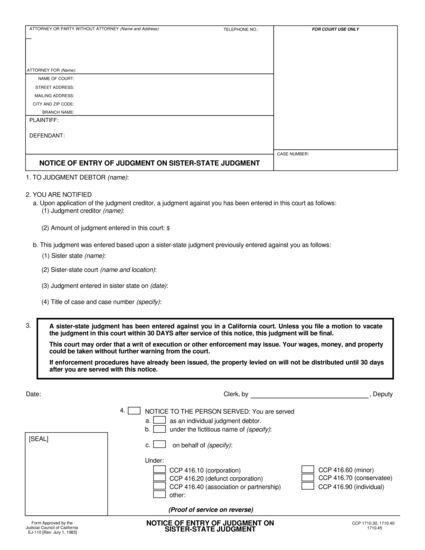 ATTORNEY OR PARTY WITHOUT ATTORNEY (Name and Address) TELEPHONE NO.: FOR COURT USE ONLY
ATTORNEY FOR (Name):
NAME OF COURT:
STREET ADDRESS:
MAILING ADDRESS:
CITY AND ZIP CODE:
BRANCH NAME:
PLAINTIFF:
DEFENDANT:
CASE NUMBER:
NOTICE OF ENTRY OF JUDGMENT ON SISTER-STATE JUDGMENT
1. TO JUDGMENT DEBTOR (name):
2. YOU ARE NOTIFIED
a. Upon application of the judgment creditor, a judgment against you has been entered in this court as follows:
(1) Judgment creditor (name):
(2) Amount of judgment entered in this court: $
b. This judgment was entered based upon a sister-state judgment previously entered against you as follows:
(1) Sister state (name):
(2) Sister-state court (name and location):
(3) Judgment entered in sister state on (date):
(4) Title of case and case number (specify):
3. A sister-state judgment has been entered against you in a California court. Unless you file a motion to vacate
the judgment in this court within 30 DAYS after service of this notice, this judgment will be final.
This court may order that a writ of execution or other enforcement may issue. Your wages, money, and property
could be taken without further warning from the court.
If enforcement procedures have already been issued, the property levied on will not be distributed until 30 days
after you are served with this notice.
Date: Clerk, by , Deputy
4. NOTICE TO THE PERSON SERVED: You are served
a. as an individual judgment debtor.
b. under the fictitious name of (specify):
[SEAL]
c. on behalf of (specify):
Under:
CCP 416.10 (corporation) CCP 416.60 (minor)
CCP 416.20 (defunct corporation) CCP 416.70 (conservatee)
CCP 416.40 (association or partnership) CCP 416.90 (individual)
other:
(Proof of service on reverse)
Form Approved by the
Judicial Council of California
EJ-110 [Rev. July 1, 1983]
NOTICE OF ENTRY OF JUDGMENT ON
SISTER-STATE JUDGMENT
CCP 1710.30, 1710.40
1710.45